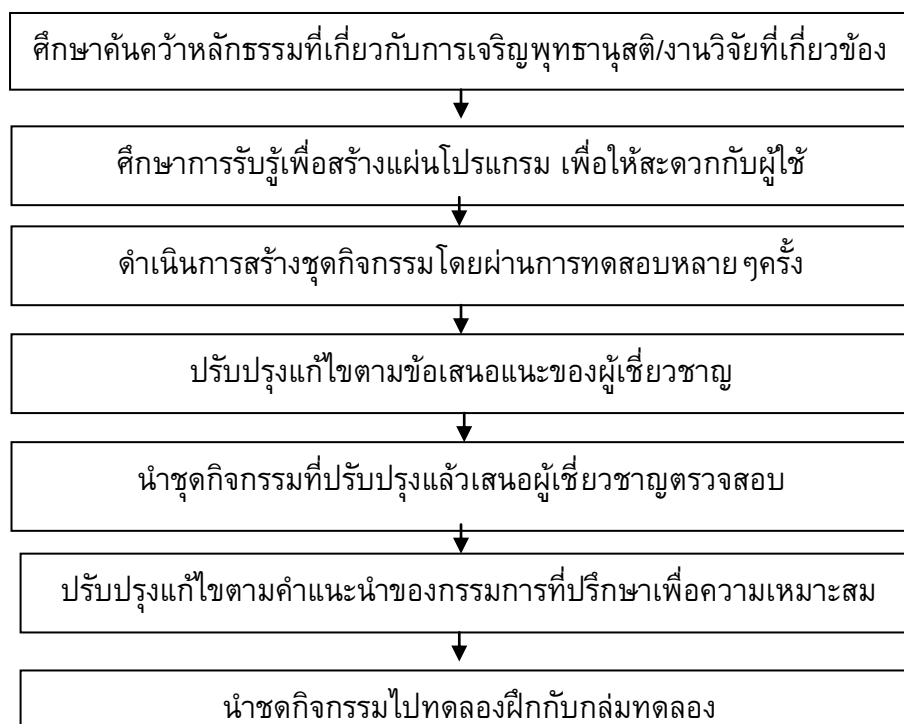 ศึกษาค้นคว้าหลักธรรมที่เกี่ยวกับการเจริญพุทธานุสติ/งานวิจัยที่เกี่ยวข้อง
ศึกษาการรับรู้เพื่อสร้างแผ่นโปรแกรม เพื่อให้สะดวกกับผู้ใช้
ดำเนินการสร้างชุดกิจกรรมโดยผ่านการทดสอบหลายๆครั้ง
ปรับปรุงแก้ไขตามข้อเสนอแนะของผู้เชี่ยวชาญ
นำชุดกิจกรรมที่ปรับปรุงแล้วเสนอผู้เชี่ยวชาญตรวจสอบ
ปรับปรุงแก้ไขตามคำแนะนำของกรรมการที่ปรึกษาเพื่อความเหมาะสม
นำชุดกิจกรรมไปทดลองฝึกกับกลุ่มทดลอง